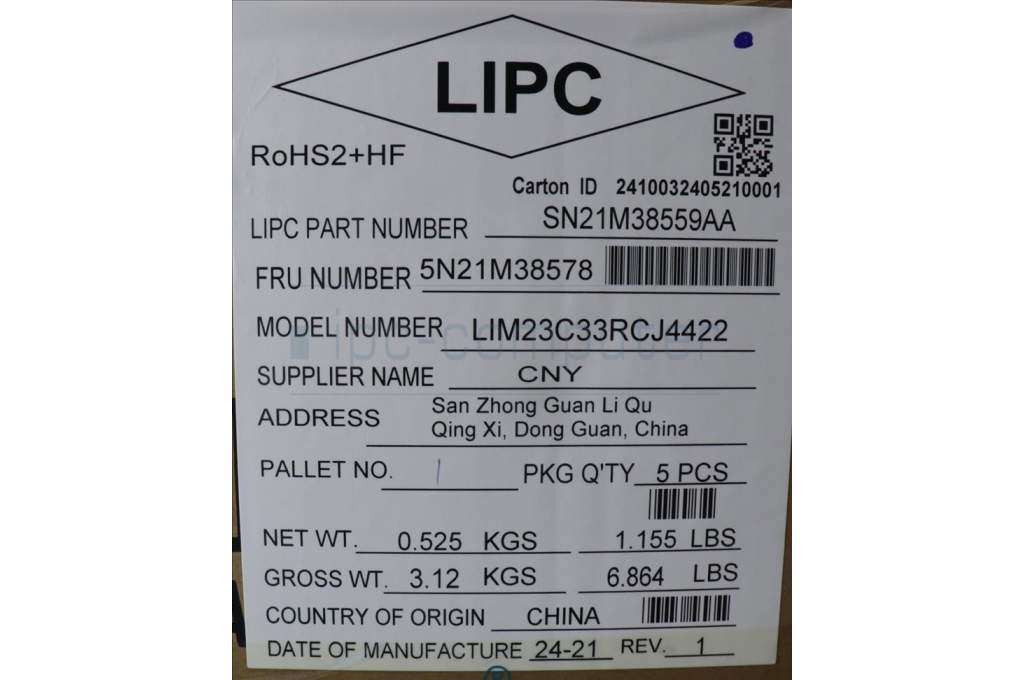 LIPC
RoHS2+HF
Carton ID 2410032405210001
LIPC PART NUMBER SN21M38559AA
FRU NUMBER 5N21M38578
MODEL NUMBER LIM23C33RCJ4422
ipc-computer
SUPPLIER NAME CNY
ADDRESS San Zhong Guan Li Qu
Qing Xi, Dong Guan, China
PALLET NO. 1 PKG Q'TY 5 PCS
NET WT. 0.525 KGS 1.155 LBS
GROSS WT. 3.12 KGS 6.864 LBS
COUNTRY OF ORIGIN CHINA
DATE OF MANUFACTURE 24-21 REV. 1